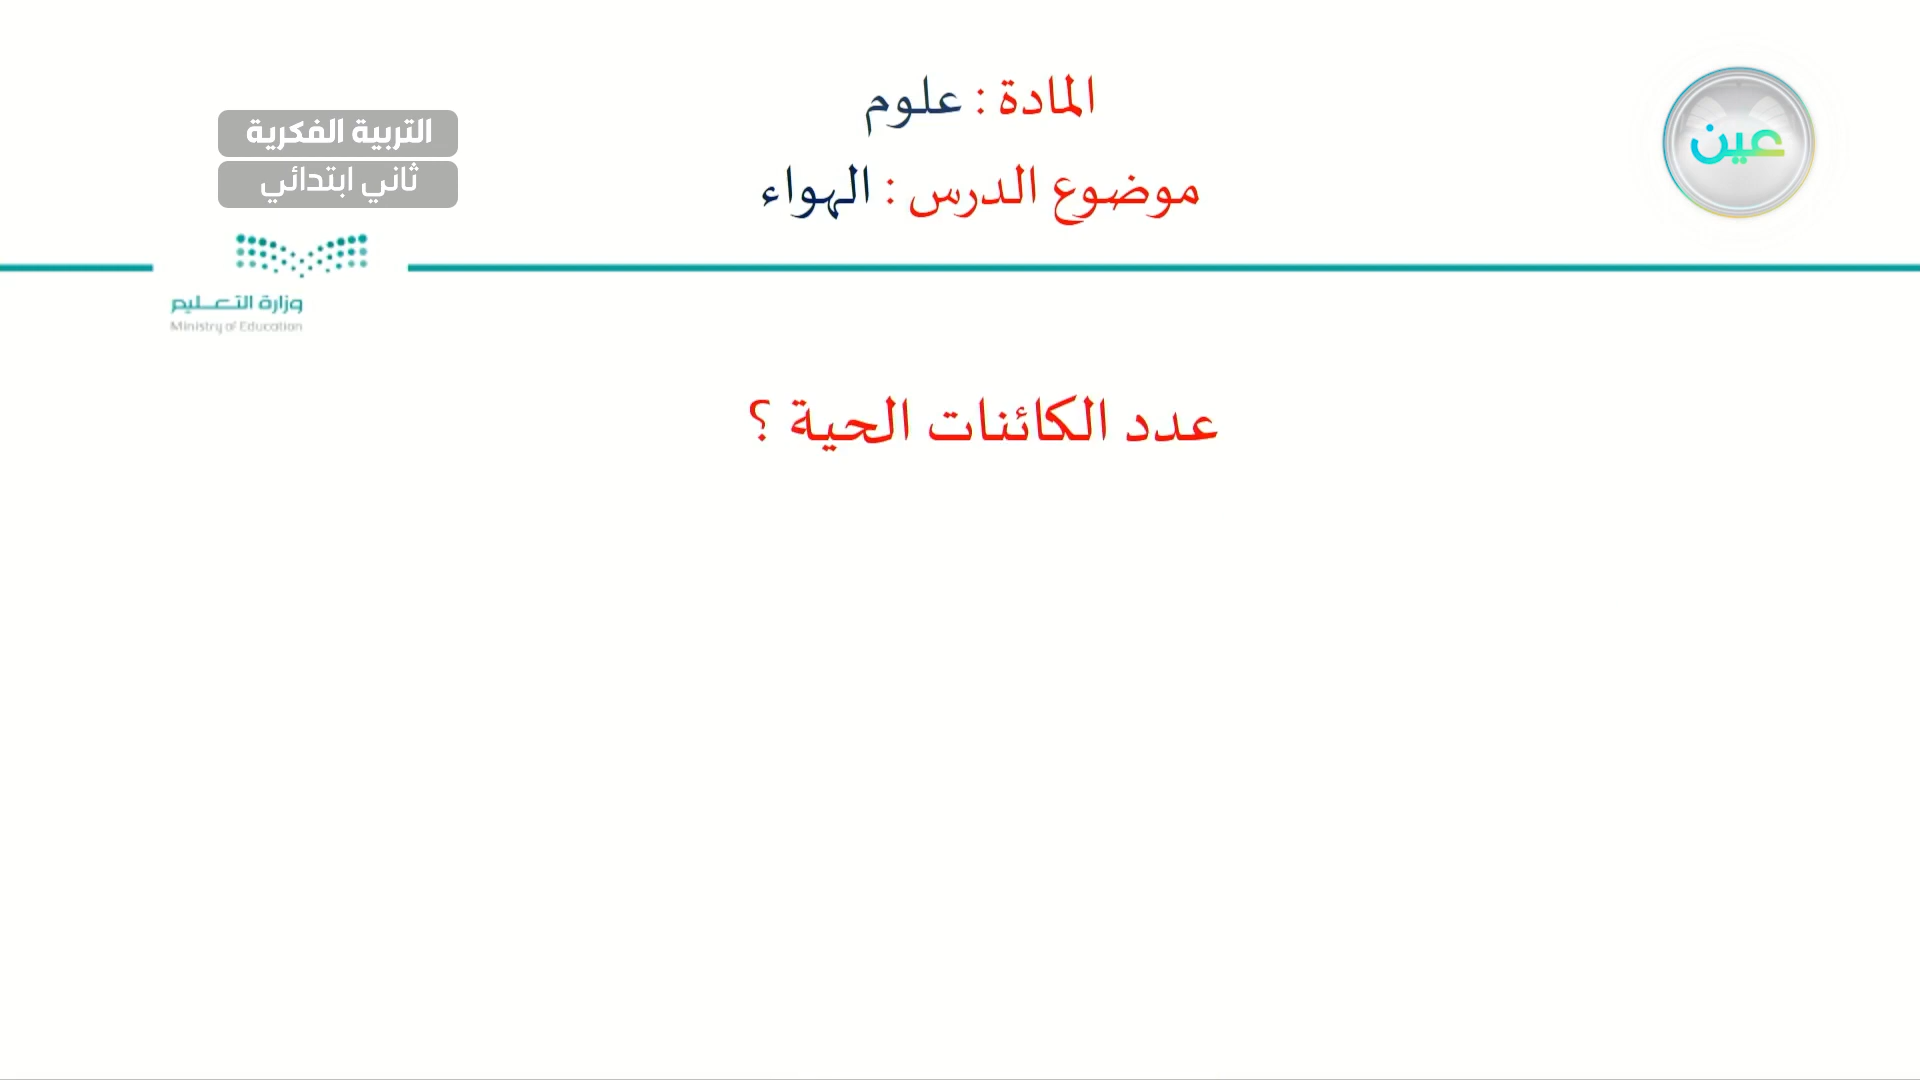 المادة : علوم
موضوع الدرس : الهواء
عين
التربية الفكرية
ثاني ابتدائي
وزارة التعليم
Ministry of Education
عدد الكائنات الحية ؟